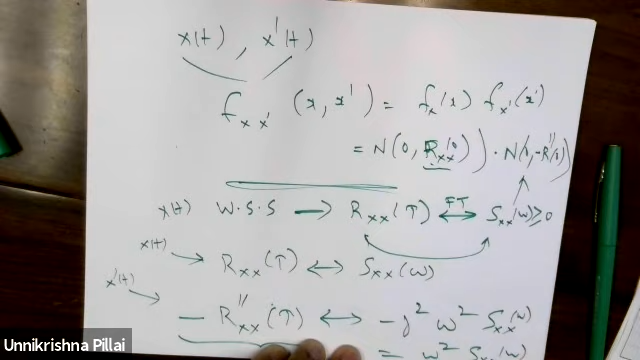 x(t) , x'(t)
f_{xx'} (x, x') = f_x(x) f_{x'}(x')
= N(0, R_{xx}(0)) · N(0, -R''(0))
x(t) W.S.S → R_{xx}(τ) ↔ FT S_{xx}(ω) ≥ 0
x(t) → R_{xx}(τ) ↔ S_{xx}(ω)
x'(t) → - R''_{xx}(τ) ↔ -j² ω² S_{xx}(ω)
= ω² S_{xx}(ω)
Unnikrishna Pillai